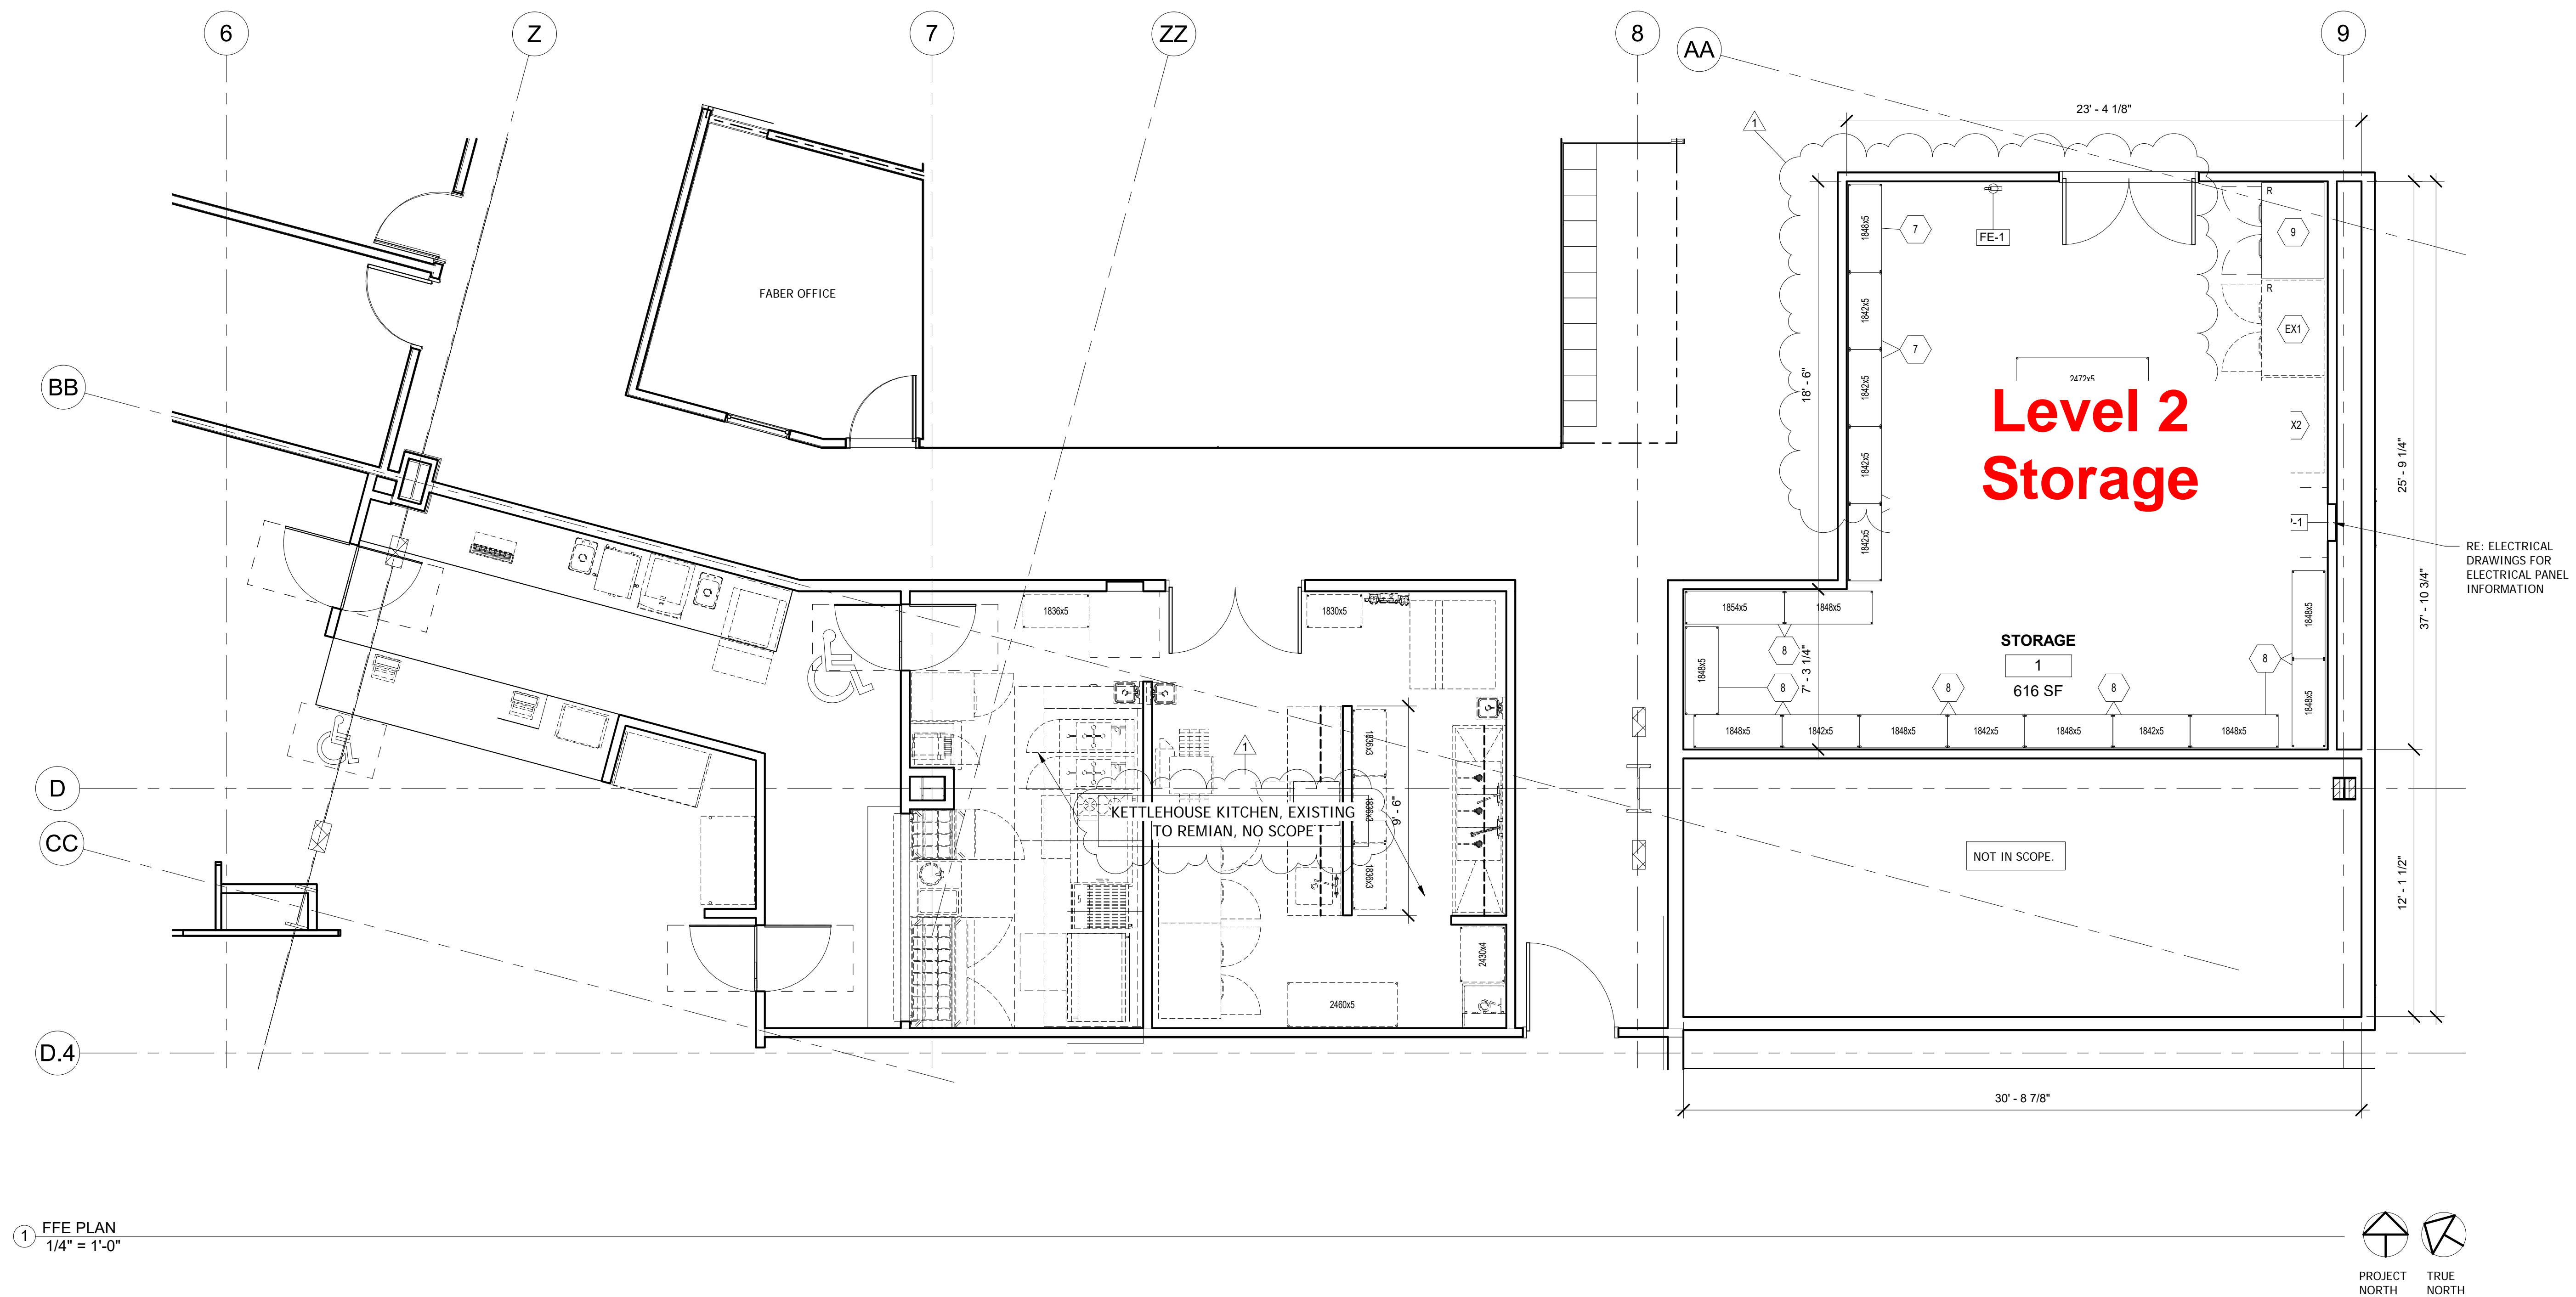 6
Z
7
ZZ
8
AA
9
23' - 4 1/8"
1
R
1848x5
7
FE-1
9
R
1842x5
7
EX1
FABER OFFICE
BB
18' - 6"
1842x5
Level 2
Storage
X2
1842x5
25' - 9 1/4"
1842x5
RE: ELECTRICAL
DRAWINGS FOR
ELECTRICAL PANEL
INFORMATION
37' - 10 3/4"
1836x5
1830x5
1854x5
1848x5
1848x5
STORAGE
1
616 SF
8
8
7' - 3 1/4"
1848x5
8
8
8
1848x5
1848x5
1842x5
1848x5
1842x5
1848x5
1842x5
1848x5
1836x3
1
D
KETTLEHOUSE KITCHEN, EXISTING
TO REMIAN, NO SCOPE
1836x3
9' - 6"
CC
NOT IN SCOPE.
1836x3
12' - 1 1/2"
2430x4
2460x5
D.4
30' - 8 7/8"
1
FFE PLAN
1/4" = 1'-0"
PROJECT
NORTH
TRUE
NORTH